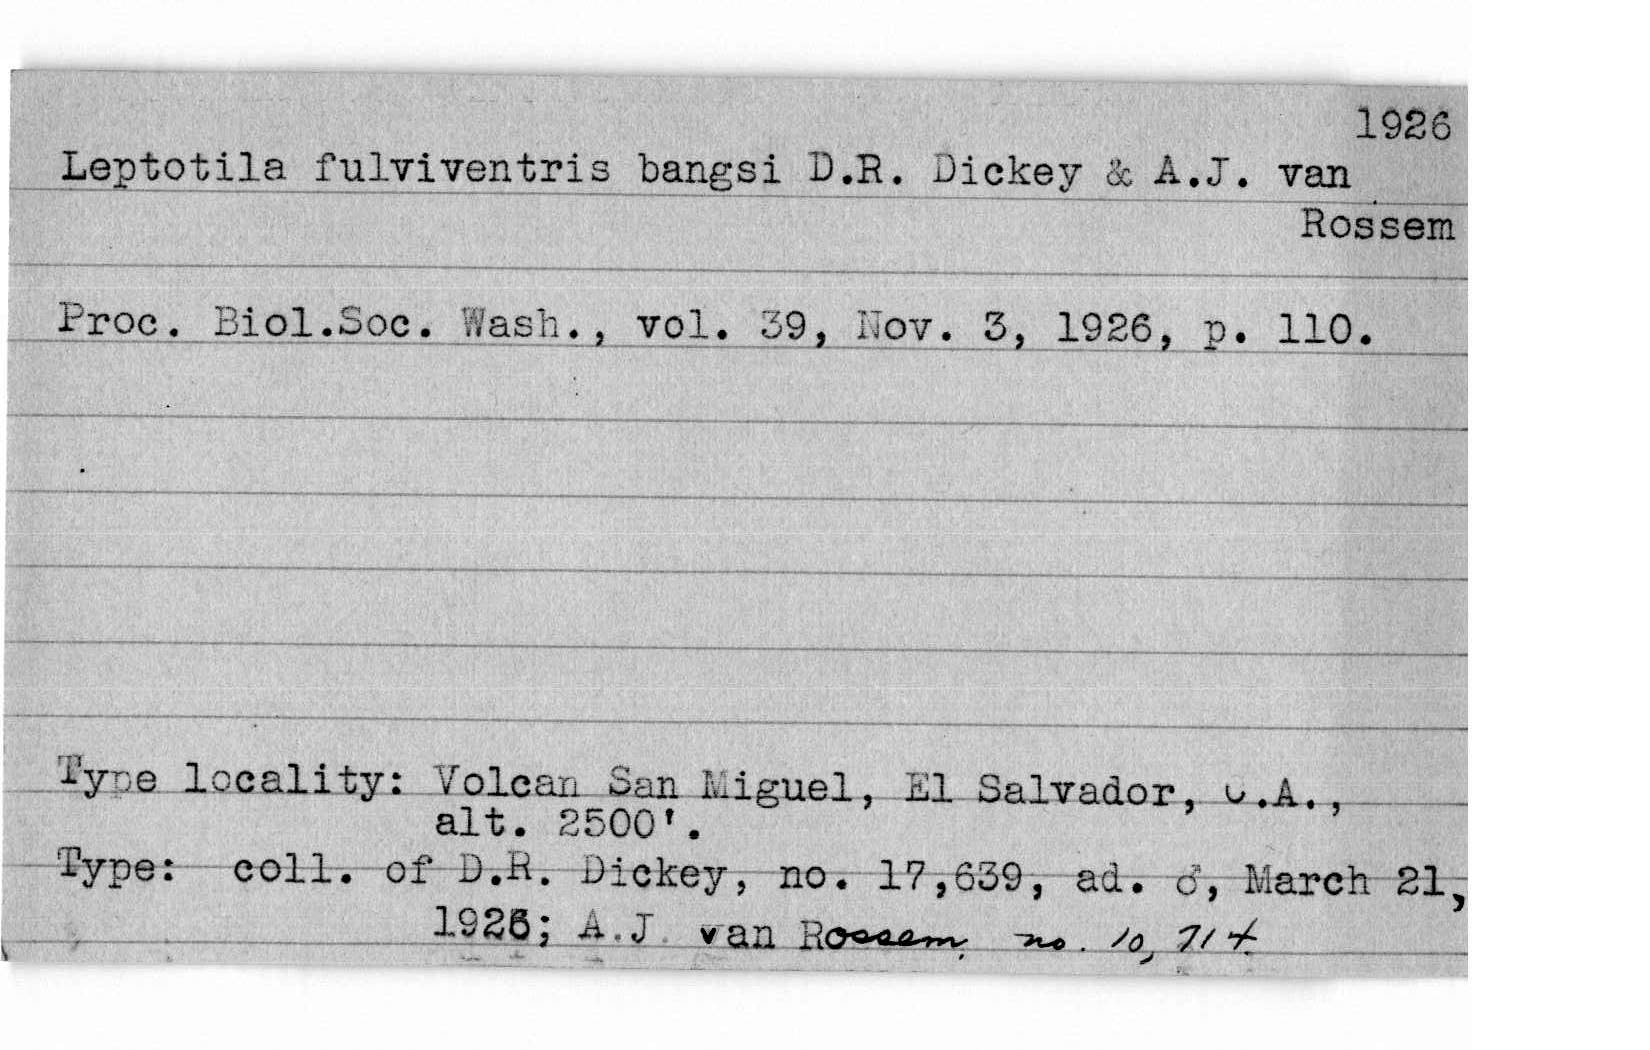 1926
Leptotila fulviventris bangsi D.R. Dickey & A.J. van
Rossem
Proc. Biol.Soc. Wash., vol. 39, Nov. 3, 1926, p. 110.
Type locality: Volcan San Miguel, El Salvador, C.A.,
alt. 2500'.
Type: coll. of D.R. Dickey, no. 17,639, ad. ♂, March 21,
1926; A.J. van Rossem, no. 10,714